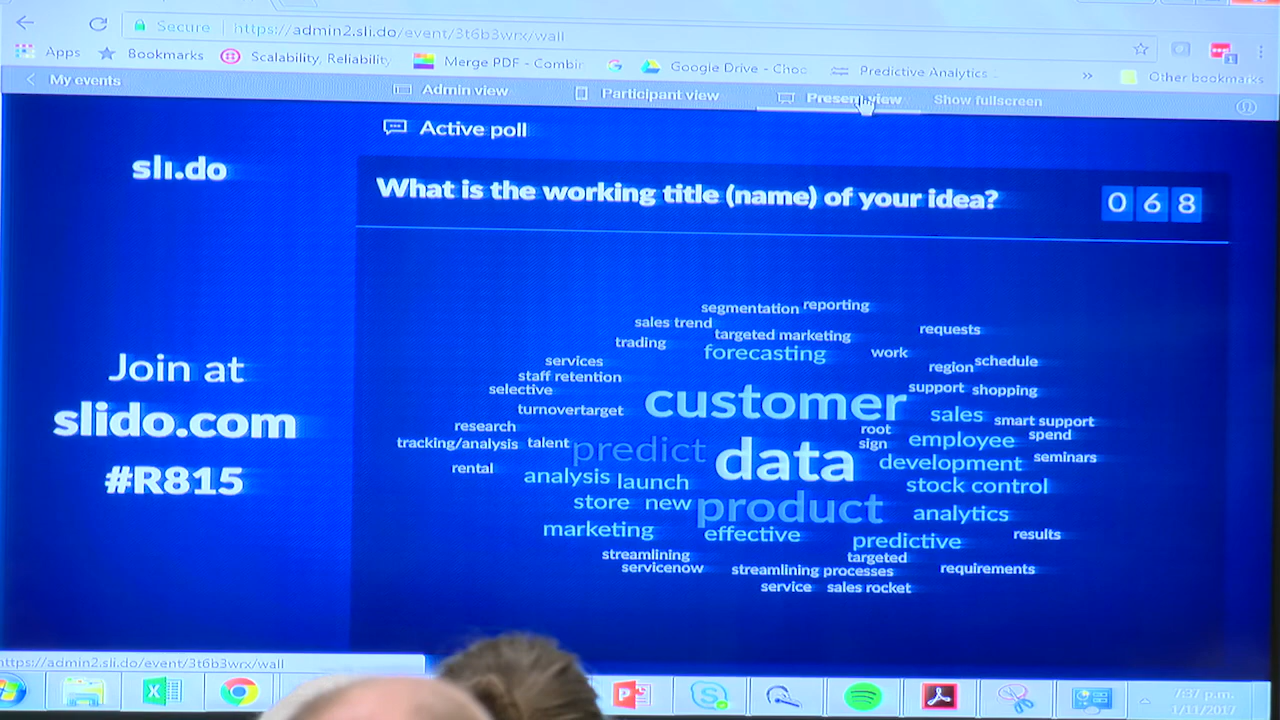 Secure https://admin2.sli.do/event/3t6b3wrx/wall
Apps Bookmarks Scalability, Reliability Merge PDF - Combin Google Drive - Choo Predictive Analytics » Other bookmarks
My events Admin view Participant view Present view Show fullscreen
Active poll
sli.do
What is the working title (name) of your idea?
068
Join at
slido.com
#R815
segmentation reporting
sales trend targeted marketing requests
trading forecasting work
services region schedule
staff retention
selective customer support shopping
turnovertarget sales smart support
research root spend
tracking/analysis talent predict data sign employee
rental development seminars
analysis launch stock control
store new product analytics
marketing effective predictive results
streamlining targeted
servicenow streamlining processes requirements
service sales rocket
https://admin2.sli.do/event/3t6b3wrx/wall
7:37 p.m.
1/11/2017